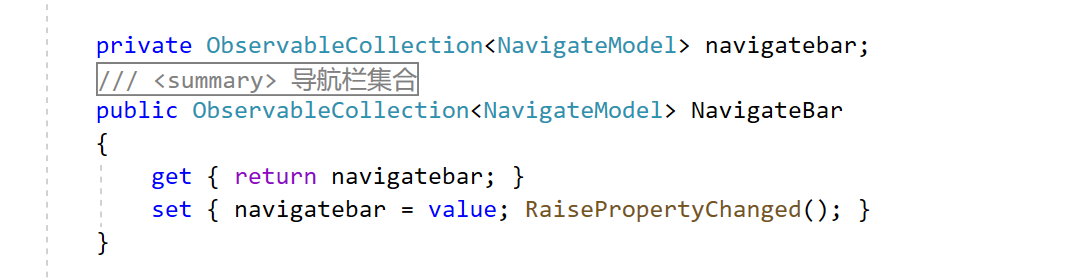 private ObservableCollection<NavigateModel> navigatebar;
/// <summary> 导航栏集合
public ObservableCollection<NavigateModel> NavigateBar
{
get { return navigatebar; }
set { navigatebar = value; RaisePropertyChanged(); }
}